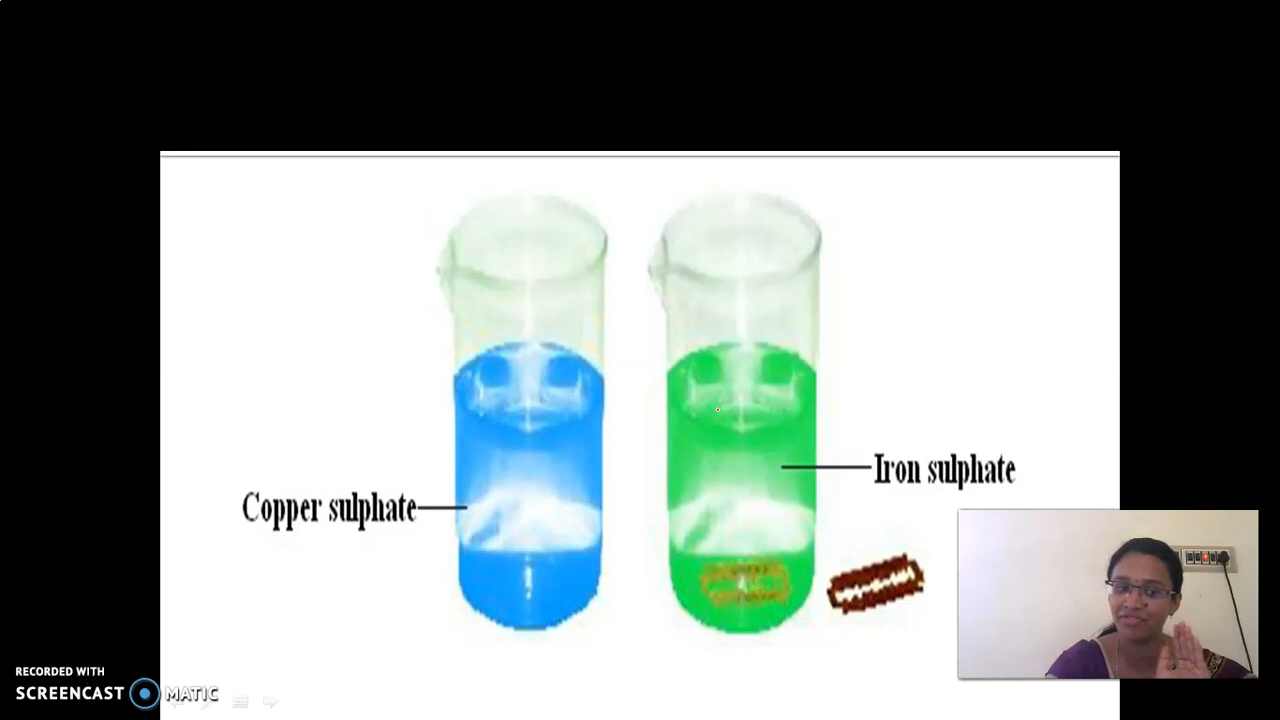 Iron sulphate
Copper sulphate
RECORDED WITH
SCREENCAST MATIC